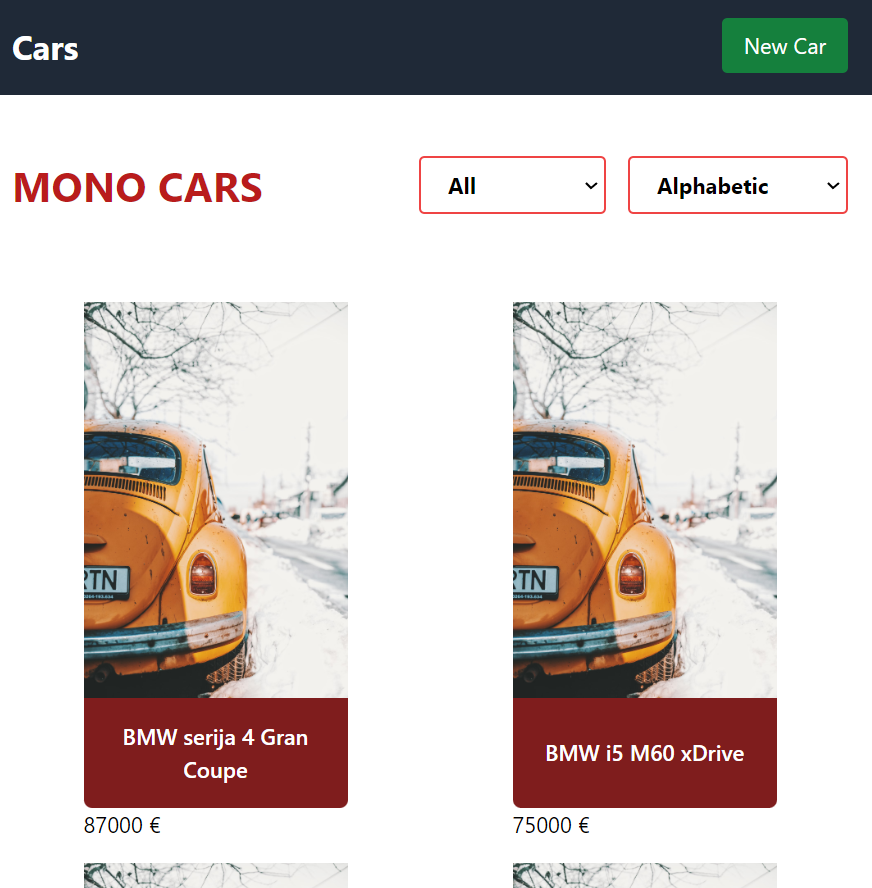 Cars
New Car
MONO CARS
All
Alphabetic
RTN
RTN
BMW serija 4 Gran
Coupe
BMW i5 M60 xDrive
87000 €
75000 €